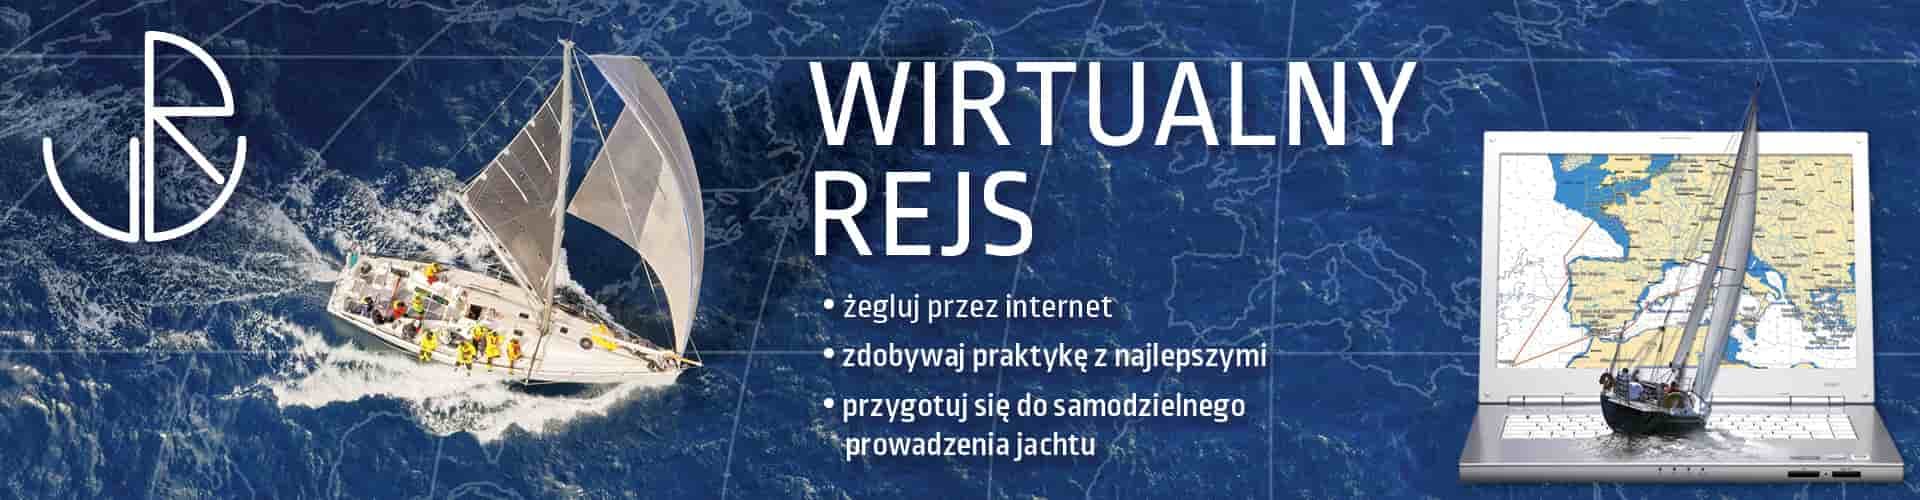 WIRTUALNY
REJS
• żegluj przez internet
• zdobywaj praktykę z najlepszymi
• przygotuj się do samodzielnego
prowadzenia jachtu